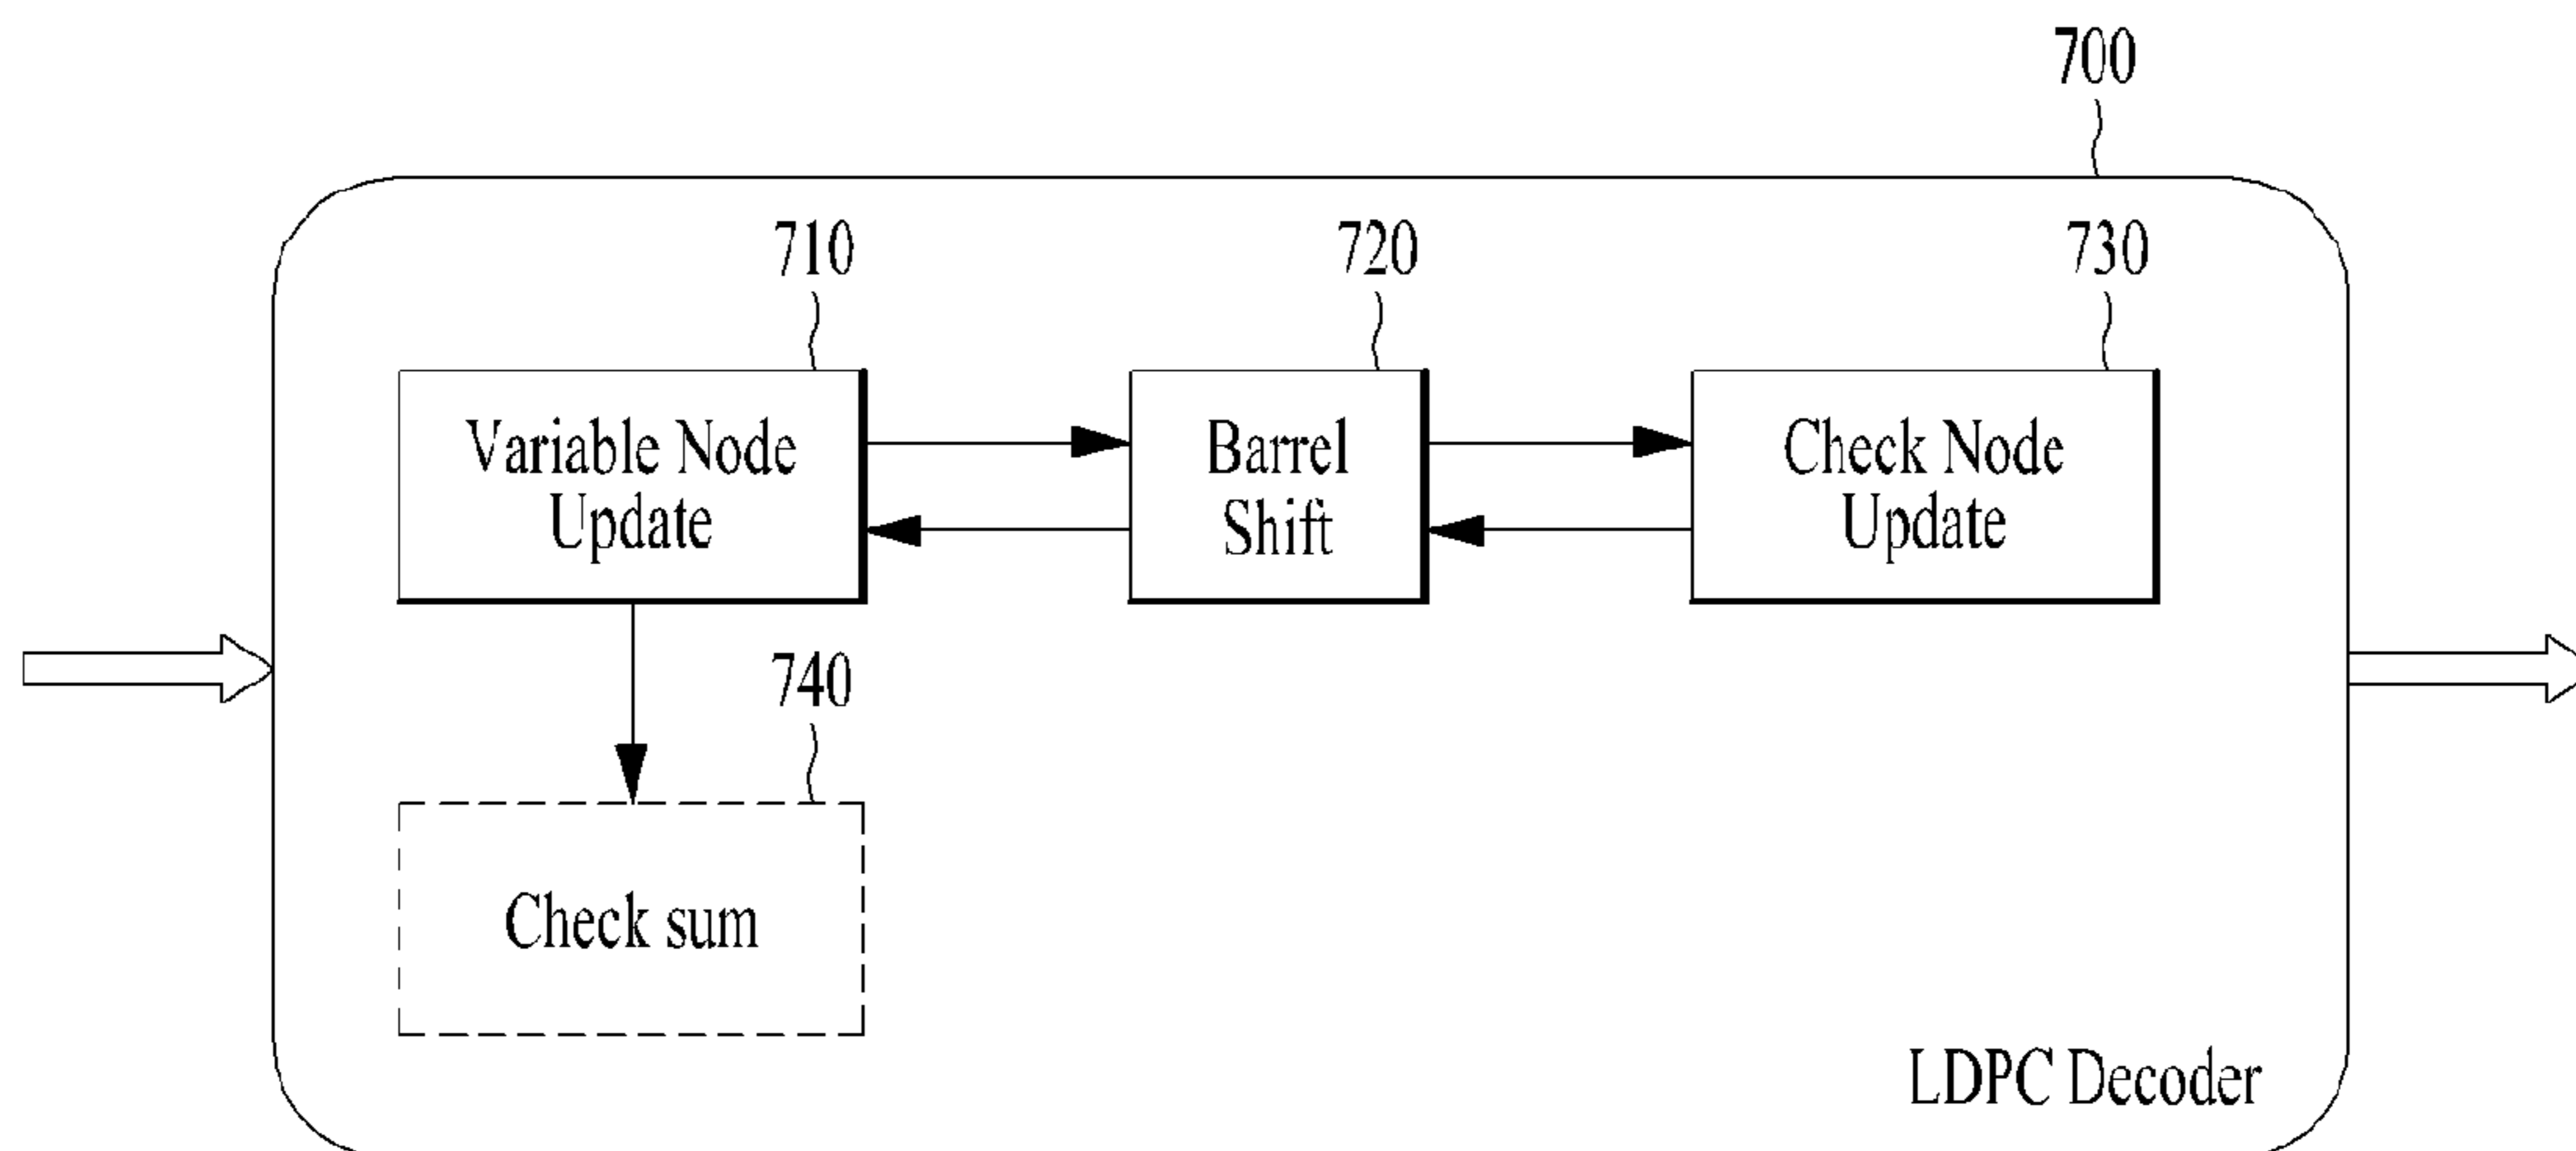 700
710
720
730
Variable Node
Update
Barrel
Shift
Check Node
Update
740
Check sum
LDPC Decoder